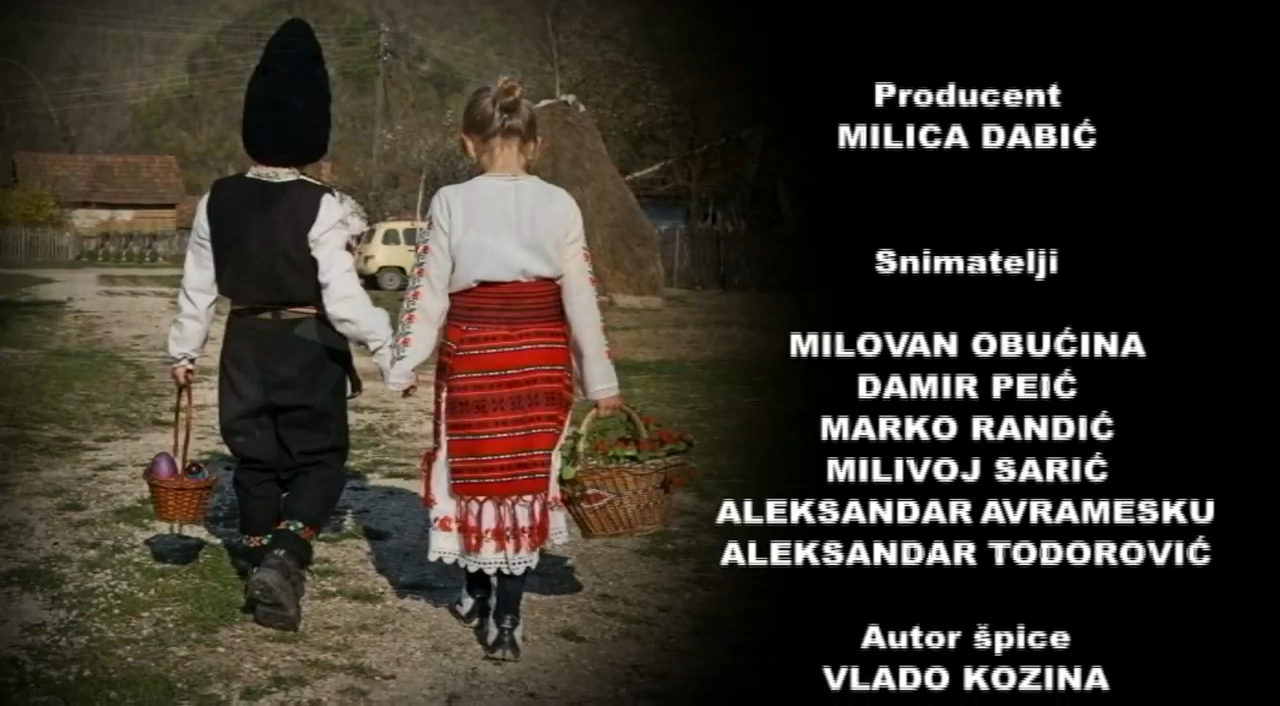 Producent
MILICA DABIĆ
Snimatelji
MILOVAN OBUĆINA
DAMIR PEIĆ
MARKO RANDIĆ
MILIVOJ SARIĆ
ALEKSANDAR AVRAMESKU
ALEKSANDAR TODOROVIĆ
Autor špice
VLADO KOZINA